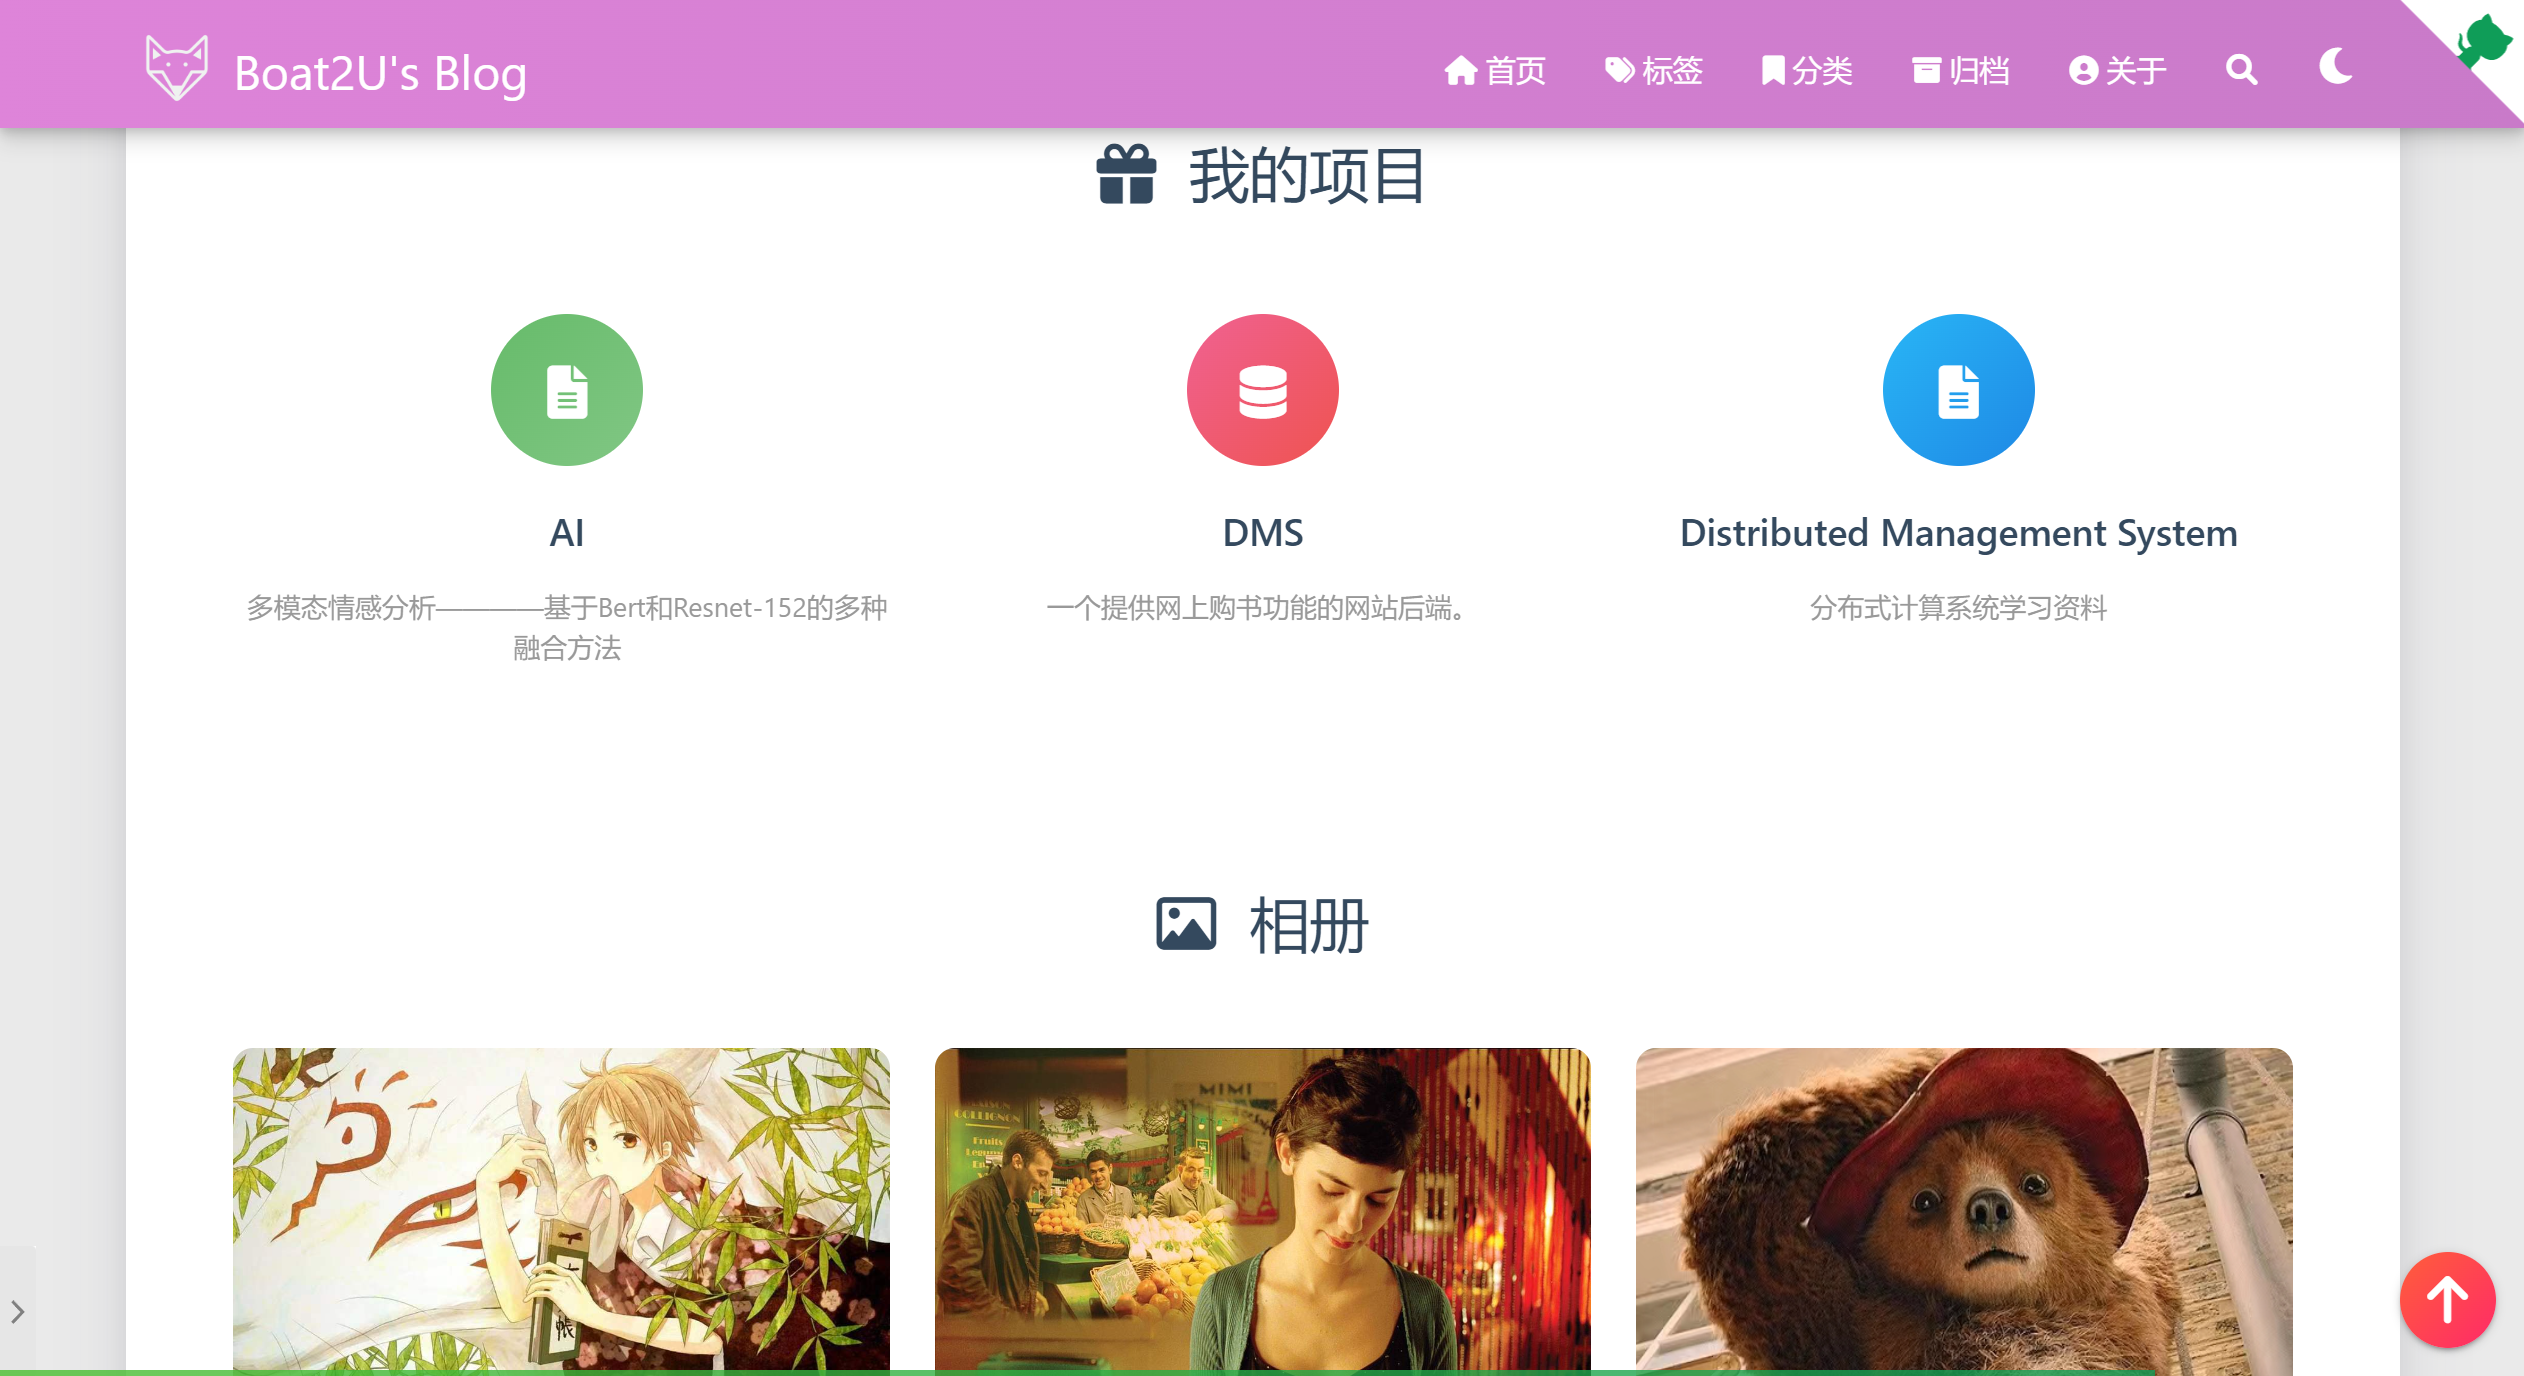 Boat2U's Blog
首页 标签 分类 归档 关于
我的项目
AI
多模态情感分析————基于Bert和Resnet-152的多种
融合方法
DMS
一个提供网上购书功能的网站后端。
Distributed Management System
分布式计算系统学习资料
相册
MIMI
COLLIGNON
Fruits
帳